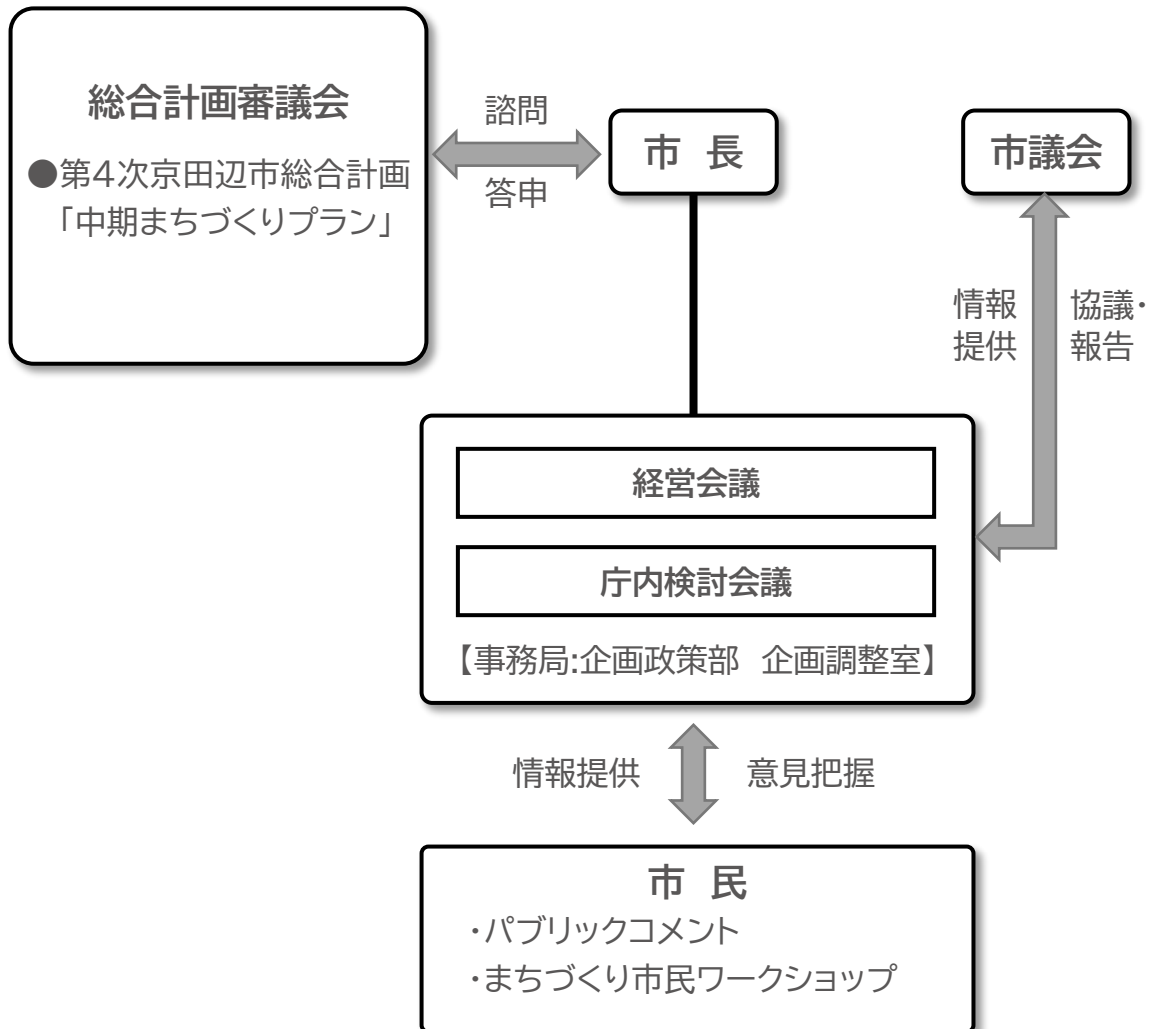 総合計画審議会
●第4次京田辺市総合計画
「中期まちづくりプラン」
諮問
答申
市 長
市議会
情報
提供
協議・
報告
経営会議
庁内検討会議
【事務局:企画政策部 企画調整室】
情報提供
意見把握
市 民
・パブリックコメント
・まちづくり市民ワークショップ